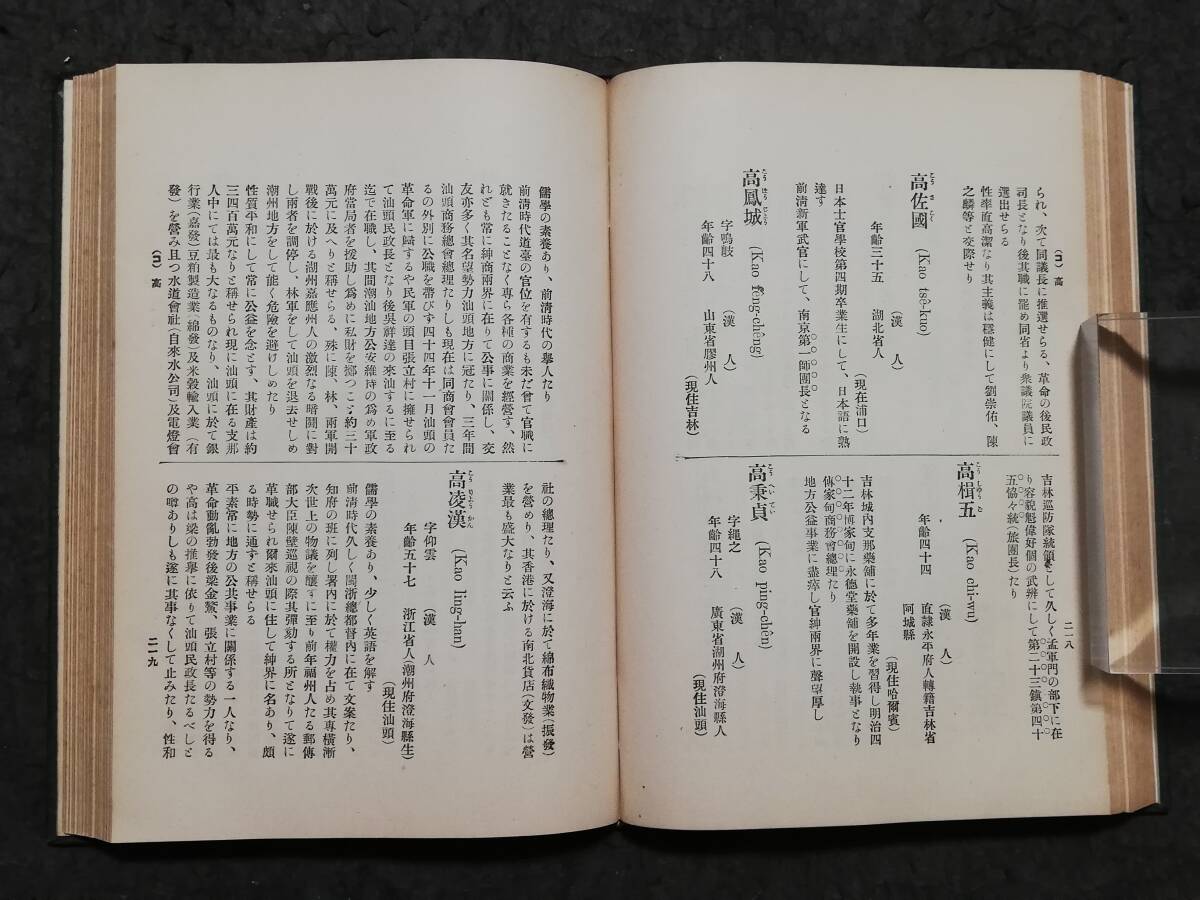 (コ) 高
られ、次で同議長に推選せらる、革命の後民政
司長となり後其職に罷め同省より衆議院議員に
選出せらる
性率直高潔なり其主義は穩健にして劉崇佑、陳
之麟等と交際せり
高佐國 (Kao tsê-kuo) (漢人)
年齡三十五 湖北省人
(現在浦口)
日本士官學校第四期卒業生にして、日本語に熟
達す
前清新軍武官にして、南京第一師團長となる
高鳳城 (Kao fêng-chêng) (漢人)
字鳴岐
年齡四十八 山東省膠州人
(現住吉林)
吉林巡防隊統領として久しく孟軍門の部下に在
り容貌魁偉好個の武辨にして第二十三鎭第四十
五恊々統(旅團長)たり
高楫五 (Kao chi-wu) (漢人)
年齡四十四 直隷永平府人轉籍吉林省
阿城縣
(現住哈爾賓)
吉林城內支那藥舖に於て多年業を習得し明治四
十二年博家甸に永德堂藥舖を開設し執事となり
傳家甸商務會總理たり
地方公益事業に盡瘁し官紳兩界に聲望厚し
高秉貞 (Kao ping-chên) (漢人)
字繩之
年齡四十八 廣東省潮州府澄海縣人
(現住汕頭)
二一八
(コ) 高
儒學の素養あり、前清時代の擧人たり
前清時代道臺の官位を有するも未だ曾て官職に
就きたることなく專ら各種の商業を經營す、然
れども常に紳商兩界に在りて公事に關係し、交
友亦多く其名望勢力汕頭地方に冠たり、三年間
汕頭商務總會總理たりしも現在は同商會會員た
るの外別に公職を帶びず四十四年十一月汕頭の
革命軍に歸するや民軍の頭目張立村に擁せられ
て汕頭民政長となり後吳祥達の來汕するに至る
迄で在職し、其間潮汕地方公安維持の爲め軍政
府當局者を援助し爲めに私財を擲つこと約三十
萬元に及へりと稱せらる、殊に陳、林、兩軍開
戰後に於ける湖州嘉應州人の激烈なる暗鬪に對
し兩者を調停し、林軍をして汕頭を退去せしめ
潮州地方をして能く危險を避けしめたり
性質平和にして常に公益を念とす、其財產は約
三四百萬元なりと稱せられ現に汕頭に在る支那
人中にては最も大なるものなり、汕頭に於て銀
行業(嘉發)豆粕製造業(綿發)及米穀輸入業(有
發)を營み且つ水道會社(自來水公司)及電燈會
社の總理たり、又澄海に於て綿布織物業(振發)
を營めり、其香港に於ける南北貨店(文發)は營
業最も盛大なりと云ふ
高凌漢 (Kao ling-han) (漢人)
字仰雲
年齡五十七 浙江省人(潮州府澄海縣生)
(現住汕頭)
儒學の素養あり、少しく英語を解す
前清時代久しく閩浙總都督內に在て文案たり、
知府の班に列し署內に於て權力を占め其專橫漸
次世上の物議を釀すに至り前年福州人たる郵傳
部大臣陳璧巡視の際其彈劾する所となりて遂に
革職せられ爾來汕頭に住して紳界に名あり、頗
る時勢に通ずと稱せらる
平素常に地方の公共事業に關係する一人なり、
革命動亂勃發後梁金鰲、張立村等の勢力を得る
や高は梁の推擧に依りて汕頭民政長たるべしと
の噂ありしも遂に其事なくして止みたり、性和
二一九